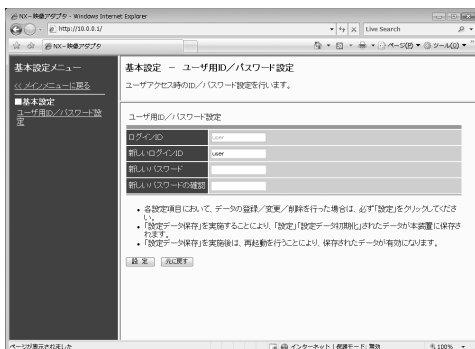 NX-映像アダプタ - Windows Internet Explorer
http://10.0.0.1/
Live Search
NX-映像アダプタ
ページ(P)
ツール(O)
基本設定メニュー
<< メインメニューに戻る
■基本設定
ユーザ用ID/パスワード設
定
基本設定 － ユーザ用ID/パスワード設定
ユーザアクセス時のID/パスワード設定を行います。
ユーザ用ID/パスワード設定
ログインID user
新しいログインID user
新しいパスワード
新しいパスワードの確認
• 各設定項目において、データの登録/変更/削除を行った場合は、必ず「設定」をクリックしてくださ
い。
• 「設定データ保存」を実施することにより、「設定」「設定データ初期化」されたデータが本装置に保存さ
れます。
• 「設定データ保存」を実施後は、再起動を行うことにより、保存されたデータが有効になります。
設 定 元に戻す
ページが表示されました
インターネット | 保護モード: 無効
100%